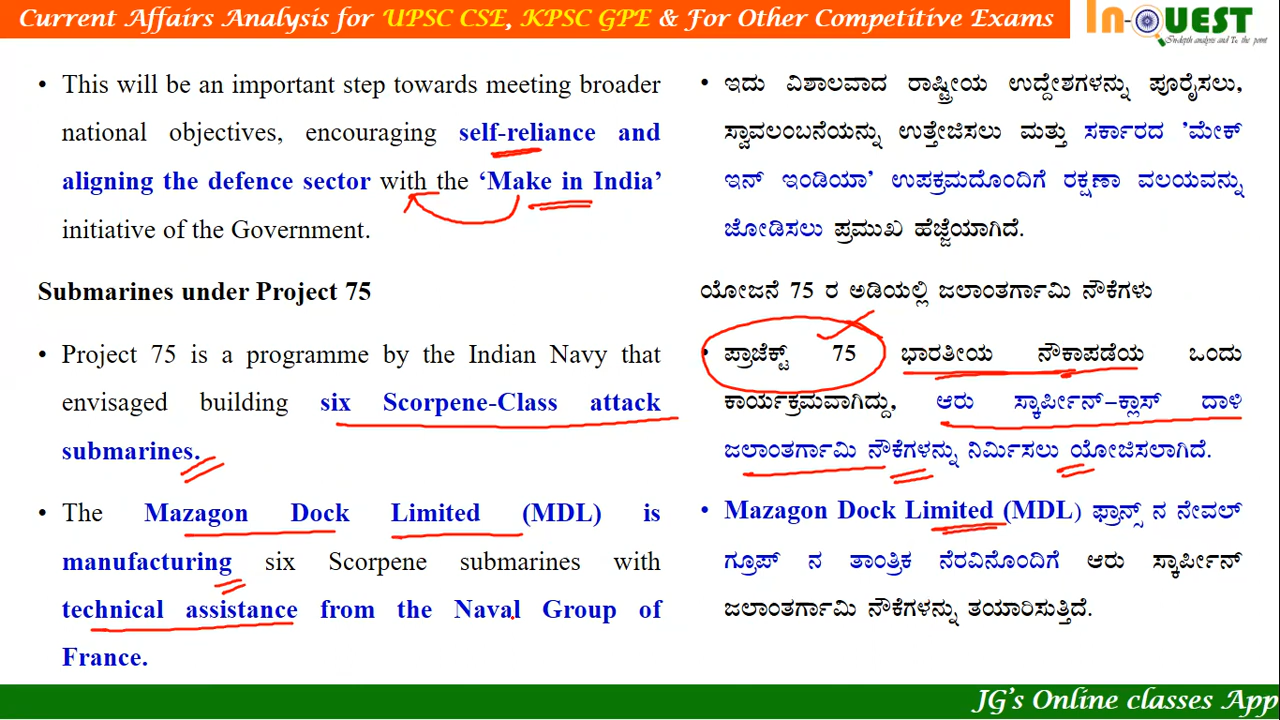 Current Affairs Analysis for UPSC CSE, KPSC GPE & For Other Competitive Exams
In-QUEST
In-depth analysis and To the point
• This will be an important step towards meeting broader
national objectives, encouraging self-reliance and
aligning the defence sector with the ‘Make in India’
initiative of the Government.
Submarines under Project 75
• Project 75 is a programme by the Indian Navy that
envisaged building six Scorpene-Class attack
submarines.
• The Mazagon Dock Limited (MDL) is
manufacturing six Scorpene submarines with
technical assistance from the Naval Group of
France.
• ಇದು ವಿಶಾಲವಾದ ರಾಷ್ಟ್ರೀಯ ಉದ್ದೇಶಗಳನ್ನು ಪೂರೈಸಲು,
ಸ್ವಾವಲಂಬನೆಯನ್ನು ಉತ್ತೇಜಿಸಲು ಮತ್ತು ಸರ್ಕಾರದ 'ಮೇಕ್
ಇನ್ ಇಂಡಿಯಾ' ಉಪಕ್ರಮದೊಂದಿಗೆ ರಕ್ಷಣಾ ವಲಯವನ್ನು
ಜೋಡಿಸಲು ಪ್ರಮುಖ ಹೆಜ್ಜೆಯಾಗಿದೆ.
ಯೋಜನೆ 75 ರ ಅಡಿಯಲ್ಲಿ ಜಲಾಂತರ್ಗಾಮಿ ನೌಕೆಗಳು
• ಪ್ರಾಜೆಕ್ಟ್ 75 ಭಾರತೀಯ ನೌಕಾಪಡೆಯ ಒಂದು
ಕಾರ್ಯಕ್ರಮವಾಗಿದ್ದು, ಆರು ಸ್ಕಾರ್ಪೀನ್-ಕ್ಲಾಸ್ ದಾಳಿ
ಜಲಾಂತರ್ಗಾಮಿ ನೌಕೆಗಳನ್ನು ನಿರ್ಮಿಸಲು ಯೋಜಿಸಲಾಗಿದೆ.
• Mazagon Dock Limited (MDL) ಫ್ರಾನ್ಸ್ ನ ನೇವಲ್
ಗ್ರೂಪ್ ನ ತಾಂತ್ರಿಕ ನೆರವಿನೊಂದಿಗೆ ಆರು ಸ್ಕಾರ್ಪೀನ್
ಜಲಾಂತರ್ಗಾಮಿ ನೌಕೆಗಳನ್ನು ತಯಾರಿಸುತ್ತಿದೆ.
JG's Online classes App